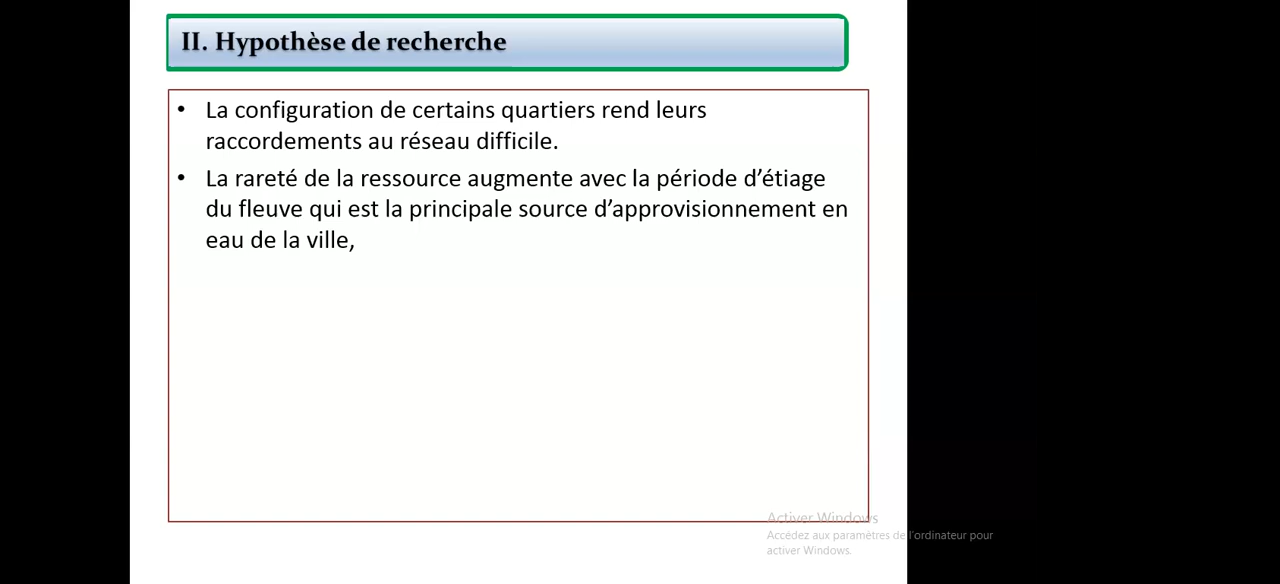 II. Hypothèse de recherche
• La configuration de certains quartiers rend leurs
raccordements au réseau difficile.
• La rareté de la ressource augmente avec la période d’étiage
du fleuve qui est la principale source d’approvisionnement en
eau de la ville,
Activer Windows
Accédez aux paramètres de l'ordinateur pour
activer Windows.